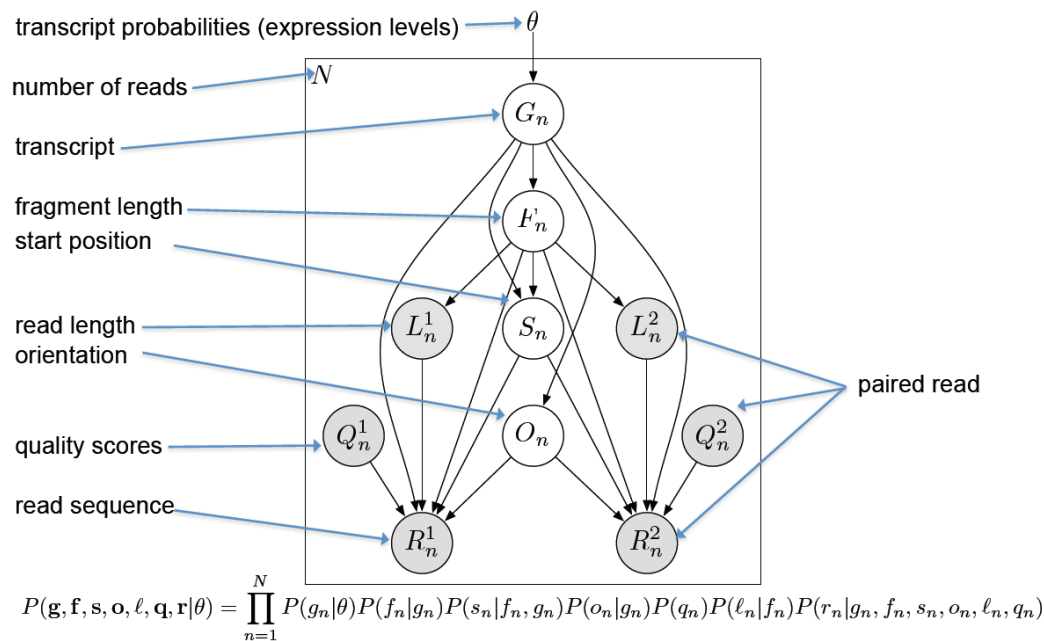 transcript probabilities (expression levels)
θ
number of reads
N
G_n
transcript
fragment length
F_n
start position
read length
L_n^1
S_n
L_n^2
orientation
paired read
quality scores
Q_n^1
O_n
Q_n^2
read sequence
R_n^1
R_n^2
P(g, f, s, o, ℓ, q, r|θ) = ∏_{n=1}^{N} P(g_n|θ)P(f_n|g_n)P(s_n|f_n, g_n)P(o_n|g_n)P(q_n)P(ℓ_n|f_n)P(r_n|g_n, f_n, s_n, o_n, ℓ_n, q_n)